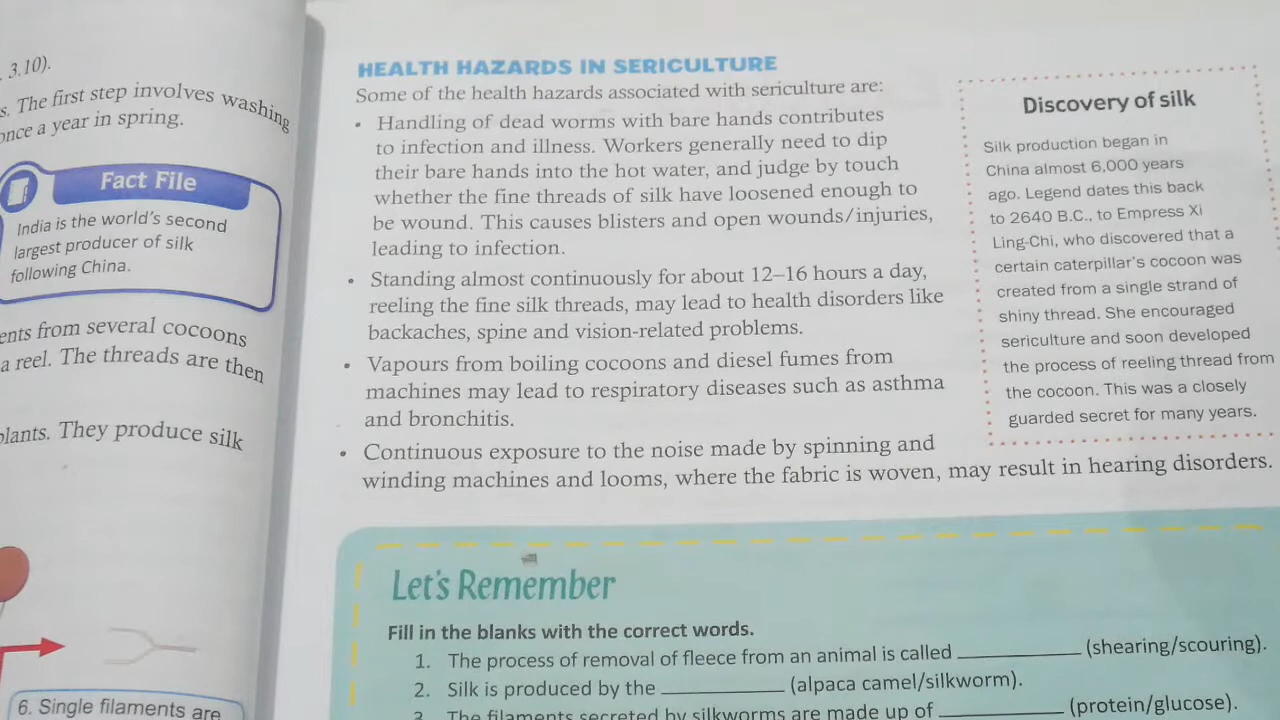 3.10).
s. The first step involves washing
once a year in spring.
Fact File
India is the world's second
largest producer of silk
following China.
ents from several cocoons
a reel. The threads are then
plants. They produce silk
6. Single filaments are
HEALTH HAZARDS IN SERICULTURE
Some of the health hazards associated with sericulture are:
• Handling of dead worms with bare hands contributes
to infection and illness. Workers generally need to dip
their bare hands into the hot water, and judge by touch
whether the fine threads of silk have loosened enough to
be wound. This causes blisters and open wounds/injuries,
leading to infection.
• Standing almost continuously for about 12–16 hours a day,
reeling the fine silk threads, may lead to health disorders like
backaches, spine and vision-related problems.
• Vapours from boiling cocoons and diesel fumes from
machines may lead to respiratory diseases such as asthma
and bronchitis.
• Continuous exposure to the noise made by spinning and
winding machines and looms, where the fabric is woven, may result in hearing disorders.
Discovery of silk
Silk production began in
China almost 6,000 years
ago. Legend dates this back
to 2640 B.C., to Empress Xi
Ling-Chi, who discovered that a
certain caterpillar's cocoon was
created from a single strand of
shiny thread. She encouraged
sericulture and soon developed
the process of reeling thread from
the cocoon. This was a closely
guarded secret for many years.
Let's Remember
Fill in the blanks with the correct words.
1. The process of removal of fleece from an animal is called ____________ (shearing/scouring).
2. Silk is produced by the ____________ (alpaca camel/silkworm).
3. The filaments secreted by silkworms are made up of ____________ (protein/glucose).